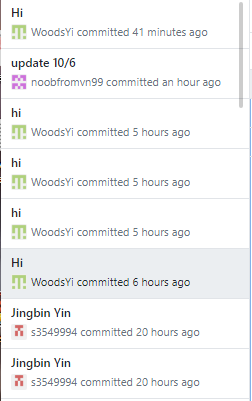 Hi
WoodsYi committed 41 minutes ago
update 10/6
noobfromvn99 committed an hour ago
hi
WoodsYi committed 5 hours ago
hi
WoodsYi committed 5 hours ago
hi
WoodsYi committed 5 hours ago
Hi
WoodsYi committed 6 hours ago
Jingbin Yin
s3549994 committed 20 hours ago
Jingbin Yin
s3549994 committed 20 hours ago